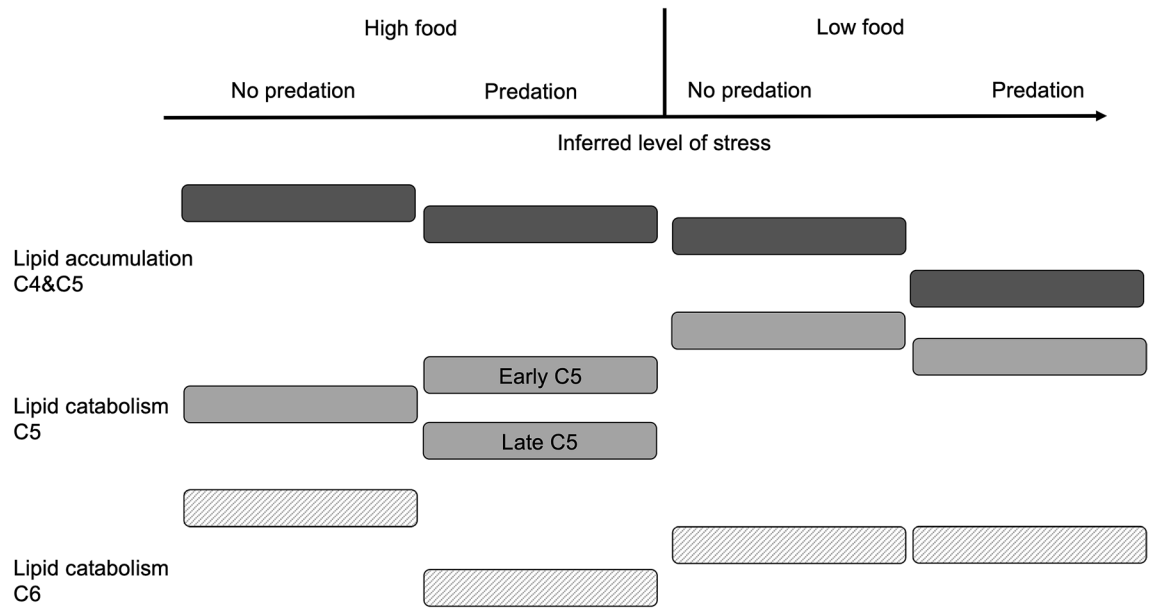 High food
Low food
No predation
Predation
No predation
Predation
Inferred level of stress
Lipid accumulation
C4&C5
Early C5
Lipid catabolism
C5
Late C5
Lipid catabolism
C6